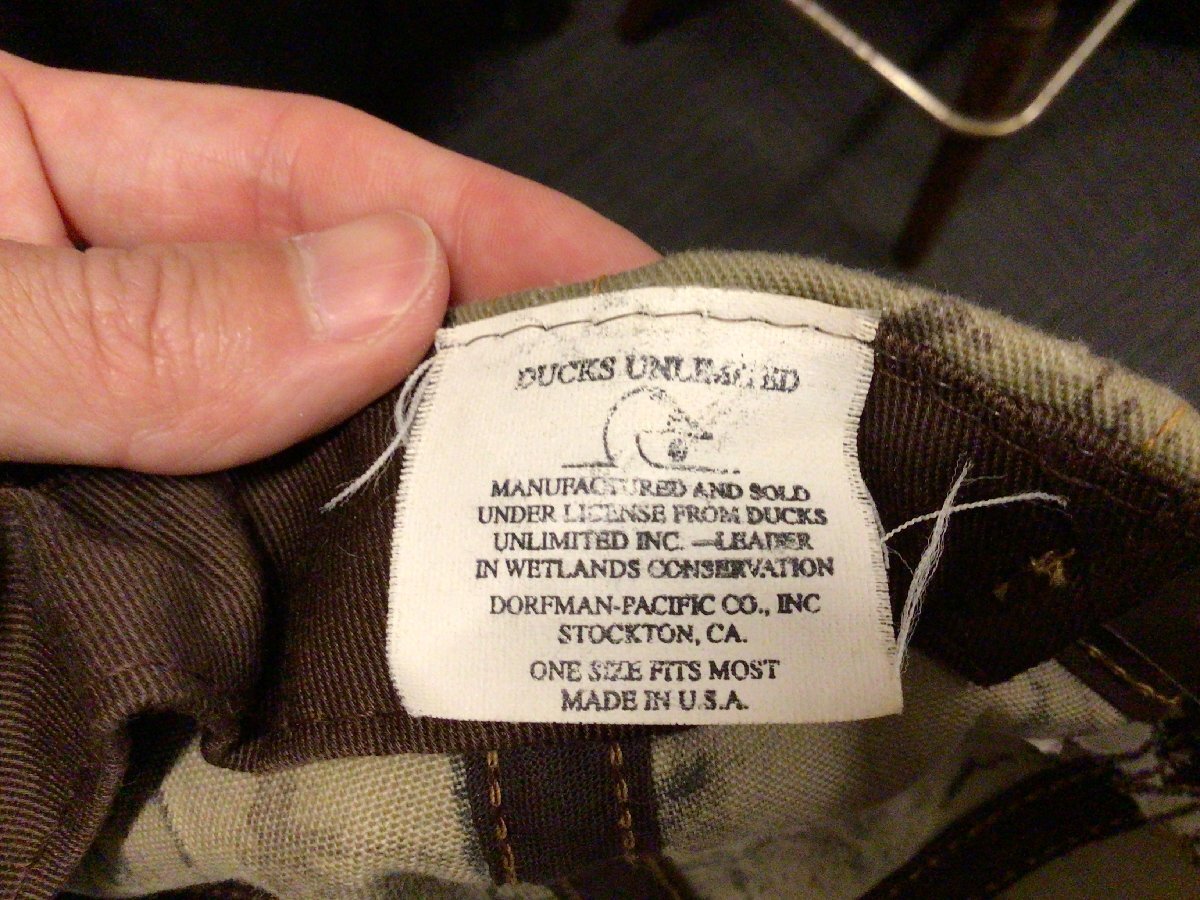 DUCKS UNLIMITED
MANUFACTURED AND SOLD
UNDER LICENSE FROM DUCKS
UNLIMITED INC. —LEADER
IN WETLANDS CONSERVATION
DORFMAN-PACIFIC CO., INC
STOCKTON, CA.
ONE SIZE FITS MOST
MADE IN U.S.A.